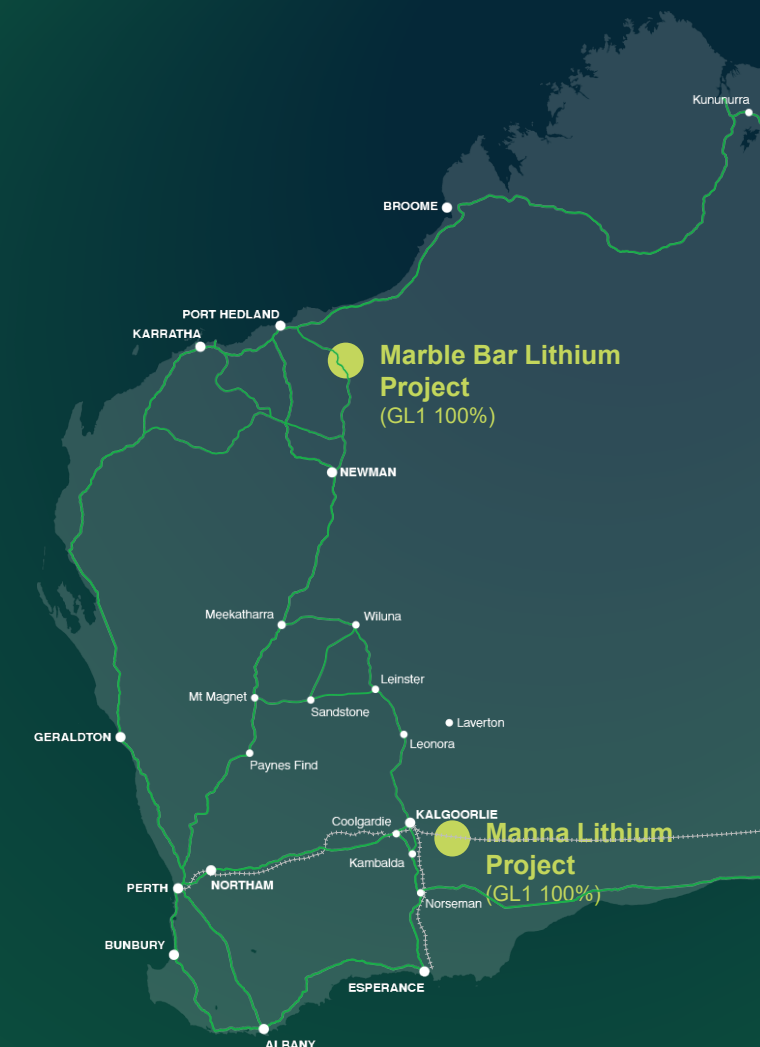 Kununurra
BROOME
PORT HEDLAND
KARRATHA
Marble Bar Lithium
Project
(GL1 100%)
NEWMAN
Meekatharra
Wiluna
Leinster
Mt Magnet
Sandstone
Laverton
GERALDTON
Leonora
Paynes Find
KALGOORLIE
Coolgardie
Manna Lithium
Project
(GL1 100%)
Kambalda
NORTHAM
PERTH
Norseman
BUNBURY
ESPERANCE
ALBANY